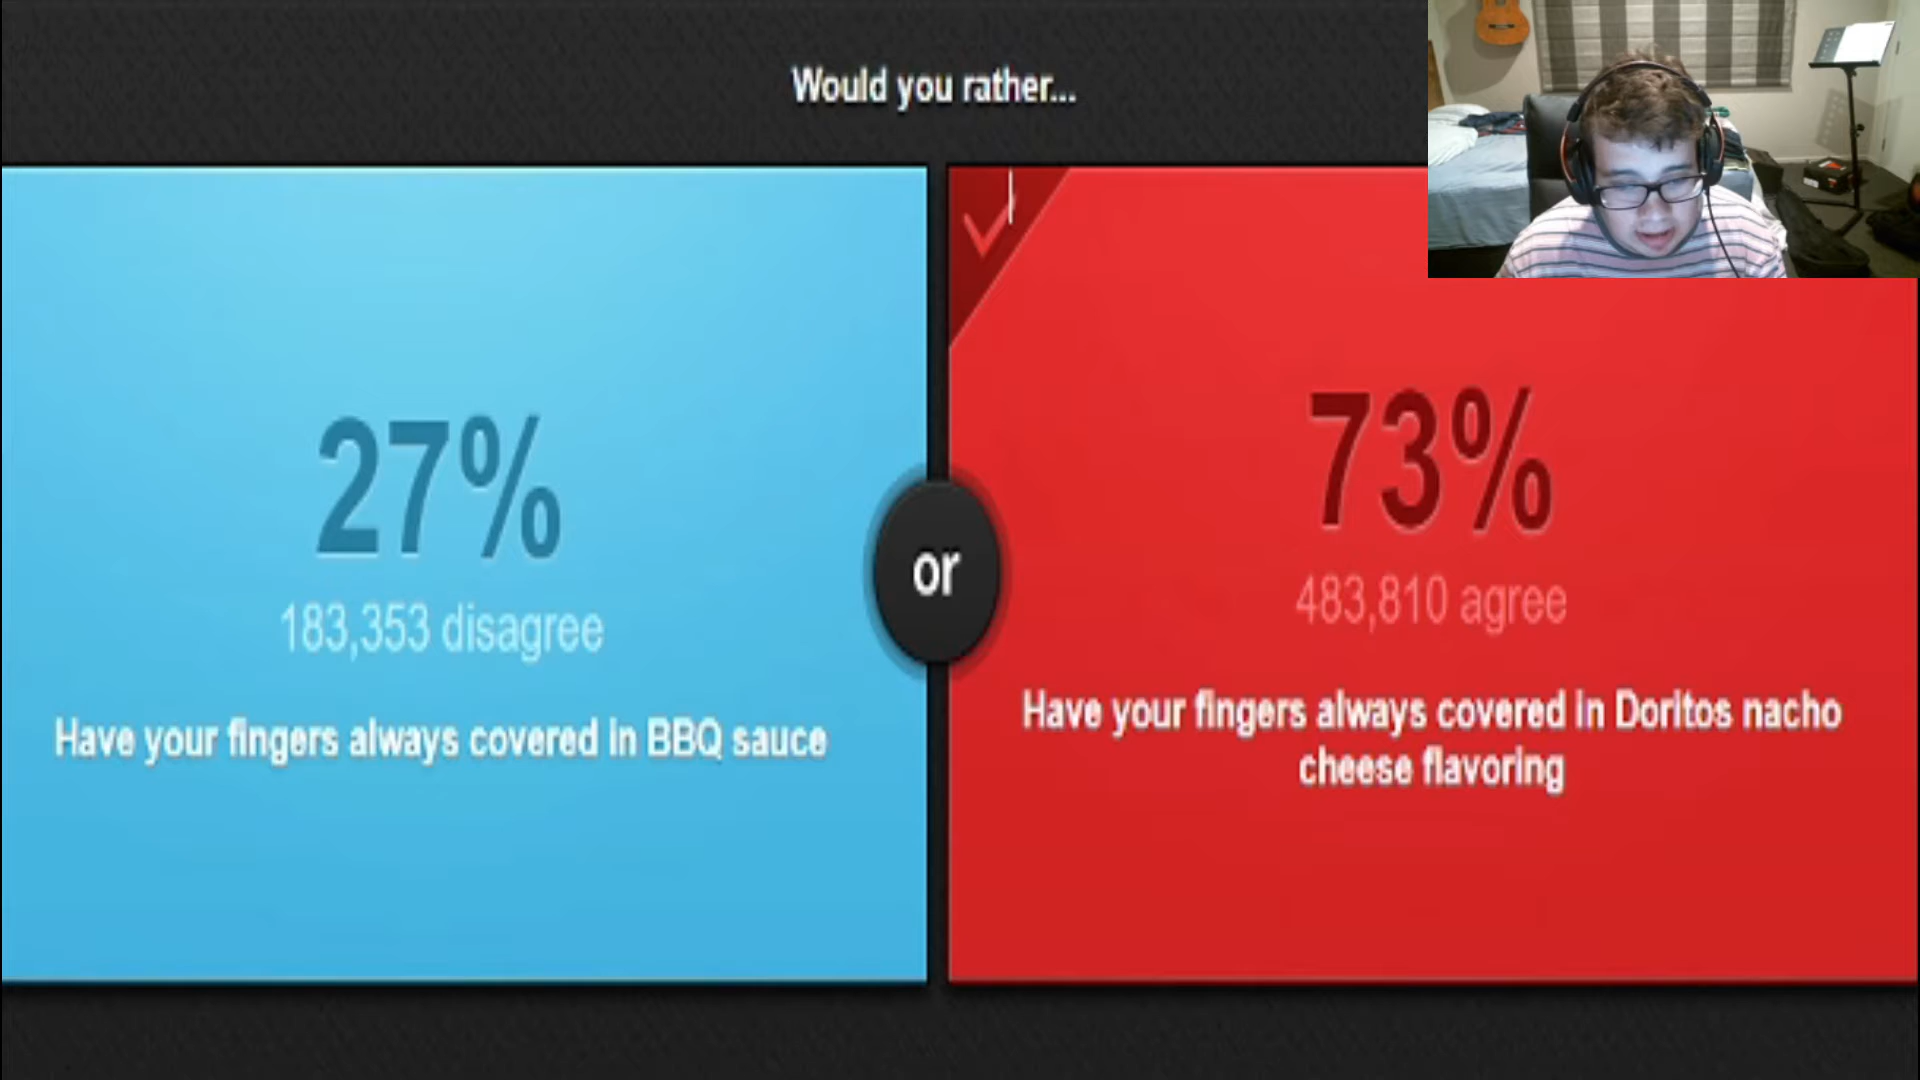 Would you rather...
27%
183,353 disagree
Have your fingers always covered in BBQ sauce
or
73%
483,810 agree
Have your fingers always covered in Doritos nacho
cheese flavoring